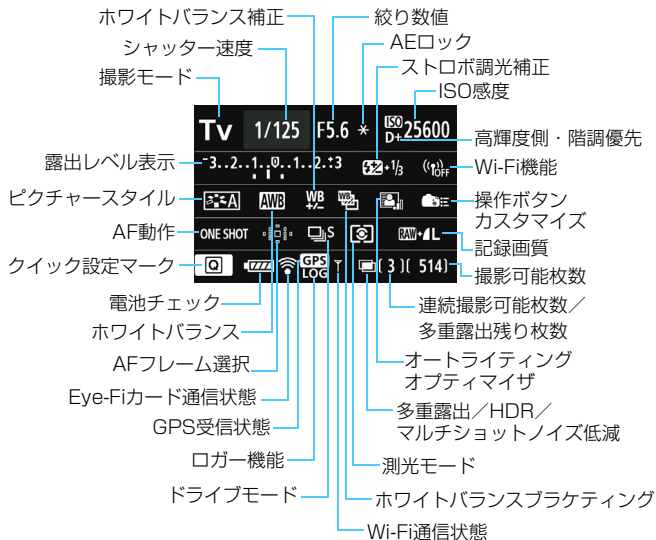 ホワイトバランス補正
絞り数値
シャッター速度
AEロック
撮影モード
ストロボ調光補正
ISO感度
Tv 1/125 F5.6 ISO D+ 25600
高輝度側・階調優先
露出レベル表示
-3..2..1..0..1..2.+3 +1/3 OFF
Wi-Fi機能
ピクチャースタイル
A AWB WB +/- WB
操作ボタン
カスタマイズ
AF動作
ONE SHOT S RAW+L
記録画質
クイック設定マーク
Q GPS LOG [ 3 ][ 514]
撮影可能枚数
電池チェック
連続撮影可能枚数/
多重露出残り枚数
ホワイトバランス
AFフレーム選択
オートライティング
オプティマイザ
Eye-Fiカード通信状態
多重露出/HDR/
マルチショットノイズ低減
GPS受信状態
ロガー機能
測光モード
ドライブモード
ホワイトバランスブラケティング
Wi-Fi通信状態